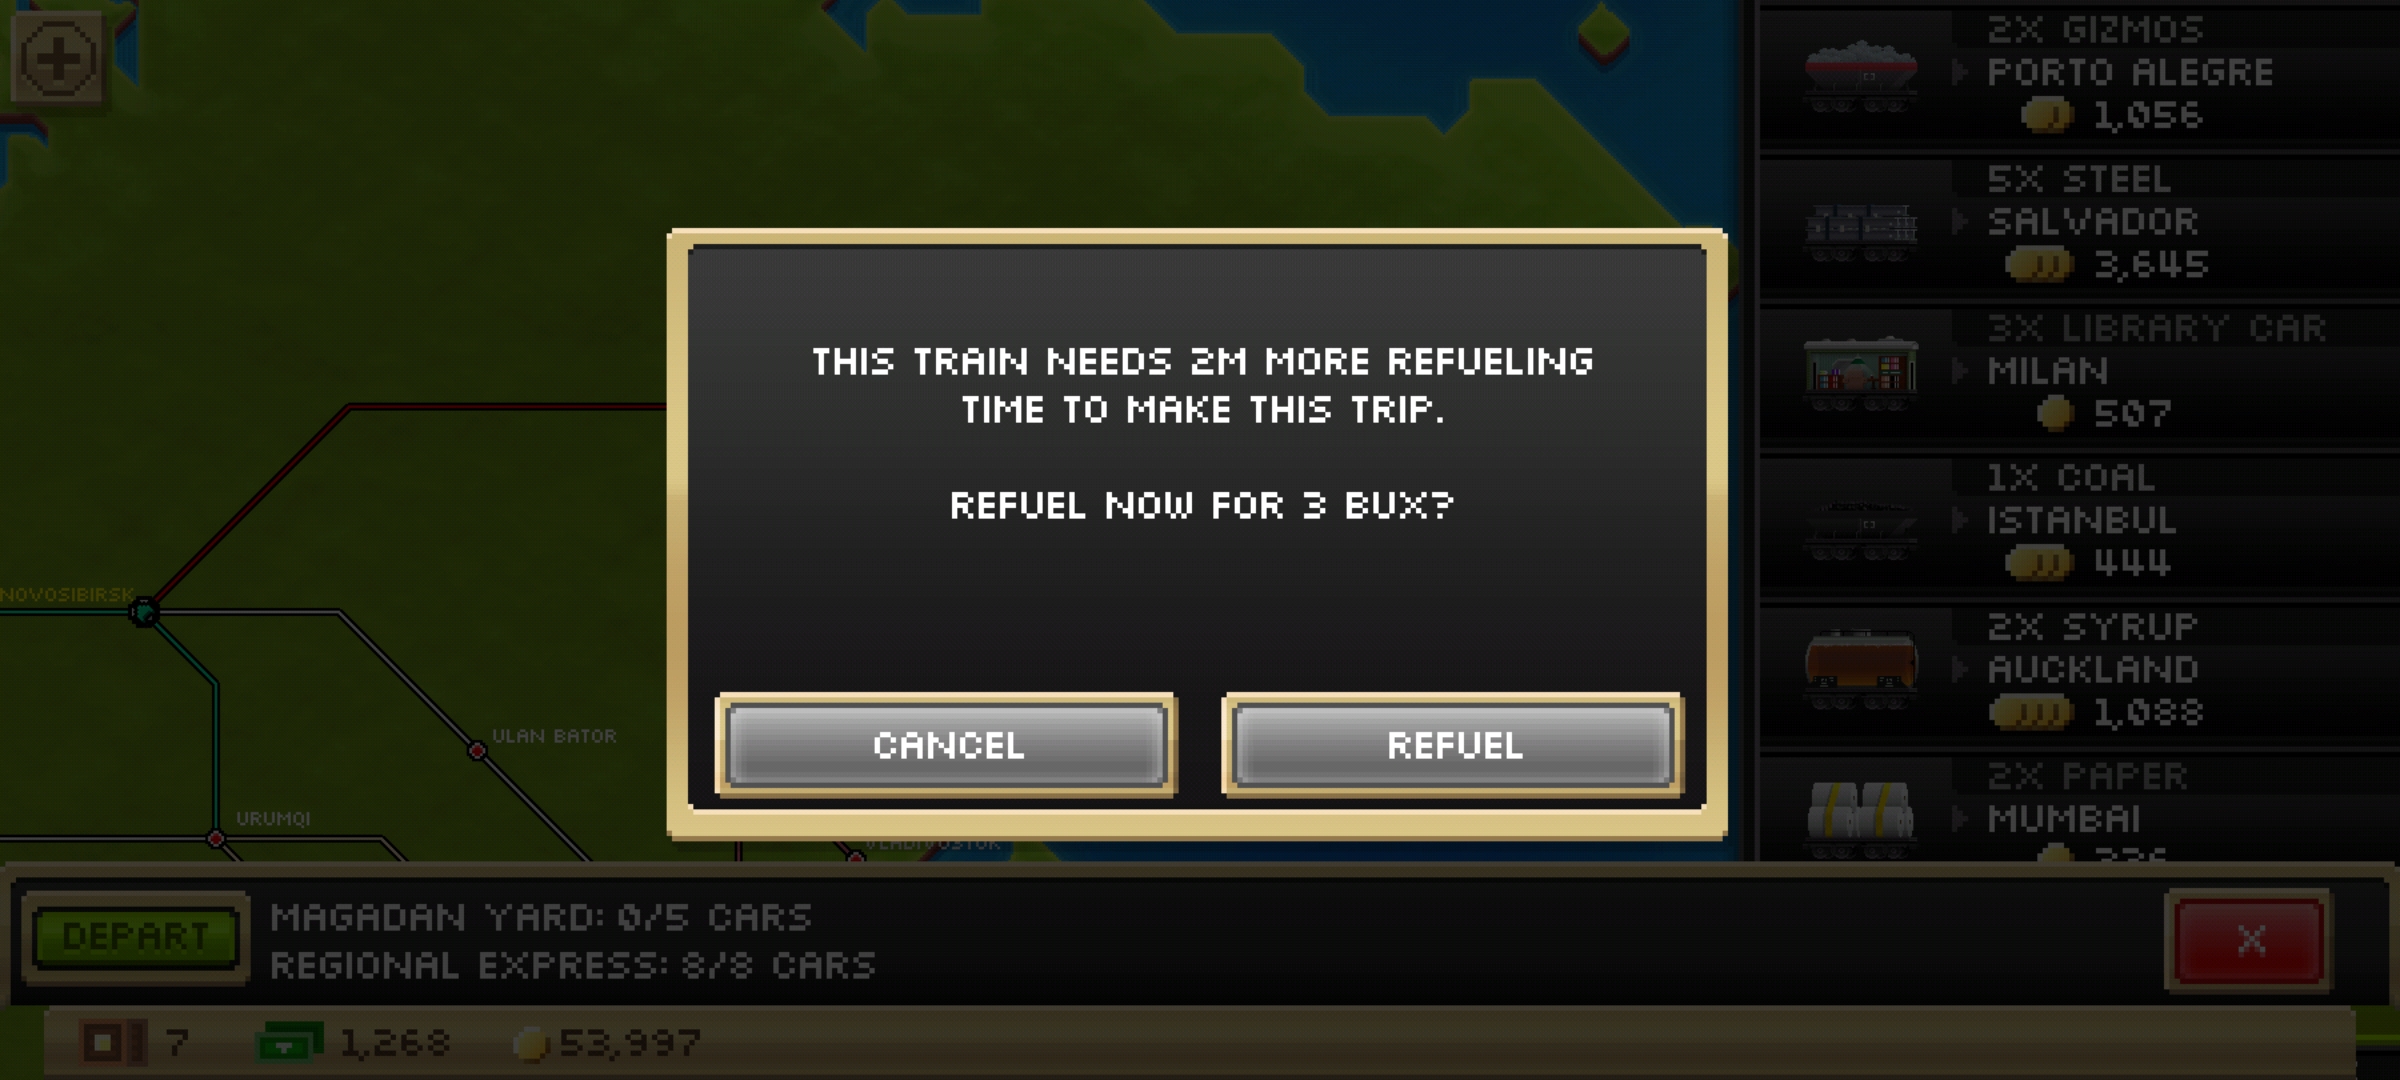 2X GIZMOS
PORTO ALEGRE
1,056
5X STEEL
SALVADOR
3,645
3X LIBRARY CAR
MILAN
507
1X COAL
ISTANBUL
444
2X SYRUP
AUCKLAND
1,088
2X PAPER
MUMBAI
THIS TRAIN NEEDS 2M MORE REFUELING
TIME TO MAKE THIS TRIP.
REFUEL NOW FOR 3 BUX?
CANCEL
REFUEL
NOVOSIBIRSK
ULAN BATOR
URUMQI
VLADIVOSTOK
DEPART
MAGADAN YARD: 0/5 CARS
REGIONAL EXPRESS: 8/8 CARS
X
7
1,268
53,997